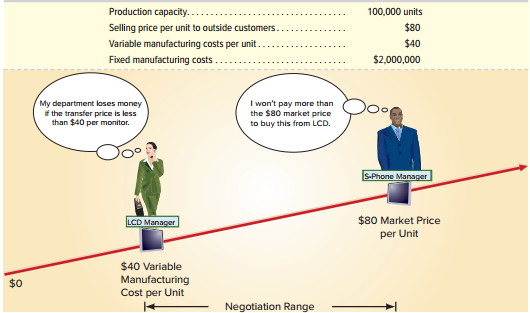 Production capacity. . . . . . . . . . . . . . . . . . . . . . . . . . . . . 100,000 units
Selling price per unit to outside customers. . . . . . . . . . . . . $80
Variable manufacturing costs per unit. . . . . . . . . . . . . . . . $40
Fixed manufacturing costs . . . . . . . . . . . . . . . . . . . . . . . . $2,000,000
My department loses money
if the transfer price is less
than $40 per monitor.
I won't pay more than
the $80 market price
to buy this from LCD.
S-Phone Manager
LCD Manager
$80 Market Price
per Unit
$40 Variable
Manufacturing
Cost per Unit
$0
Negotiation Range